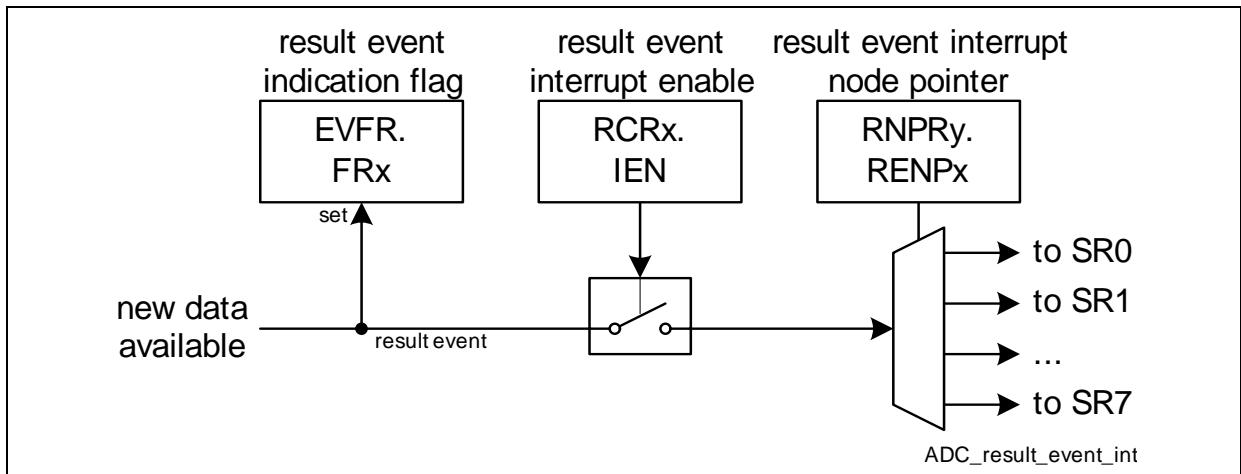 result event
indication flag
result event
interrupt enable
result event interrupt
node pointer
EVFR.
FRx
RCRx.
IEN
RNPRy.
RENPx
set
to SR0
to SR1
new data
available
result event
...
to SR7
ADC_result_event_int